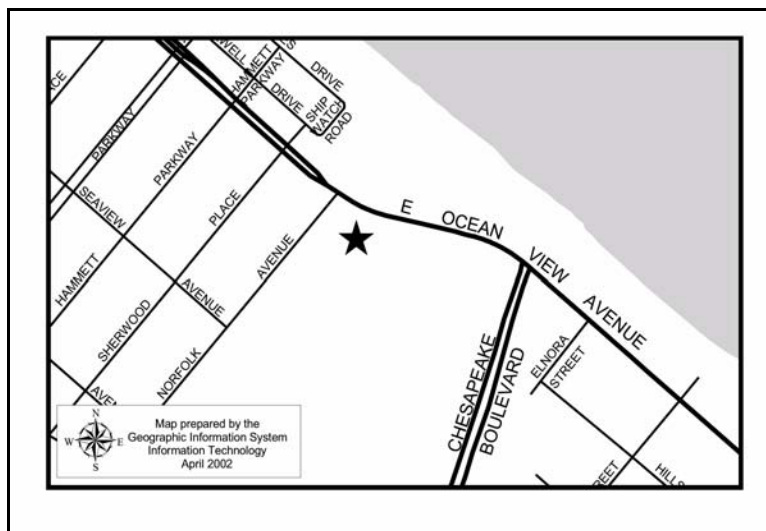 DRIVE
HAMMETT
PARKWAY
DRIVE
SHIP
WATCH
ROAD
PARKWAY
PARKWAY
SEAVIEW
AVENUE
PLACE
HAMMETT
SHERWOOD
AVENUE
NORFOLK
E OCEAN VIEW AVENUE
ELNORA
STREET
CHESAPEAKE
BOULEVARD
N
W E
S
Map prepared by the
Geographic Information System
Information Technology
April 2002